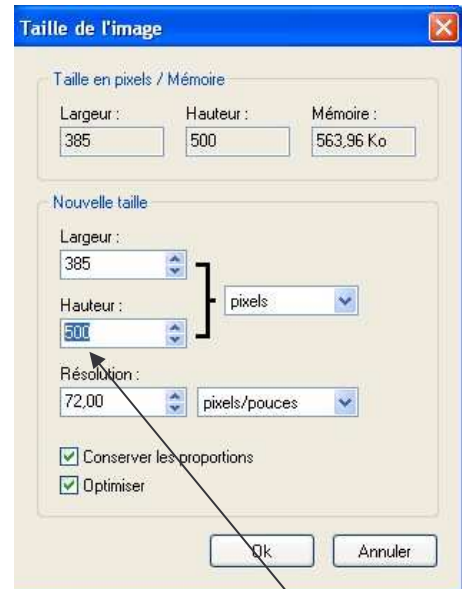 Taille de l'image
Taille en pixels / Mémoire
Largeur : Hauteur : Mémoire :
385 500 563,96 Ko
Nouvelle taille
Largeur :
385
pixels
Hauteur :
500
Résolution :
72,00 pixels/pouces
Conserver les proportions
Optimiser
Ok Annuler